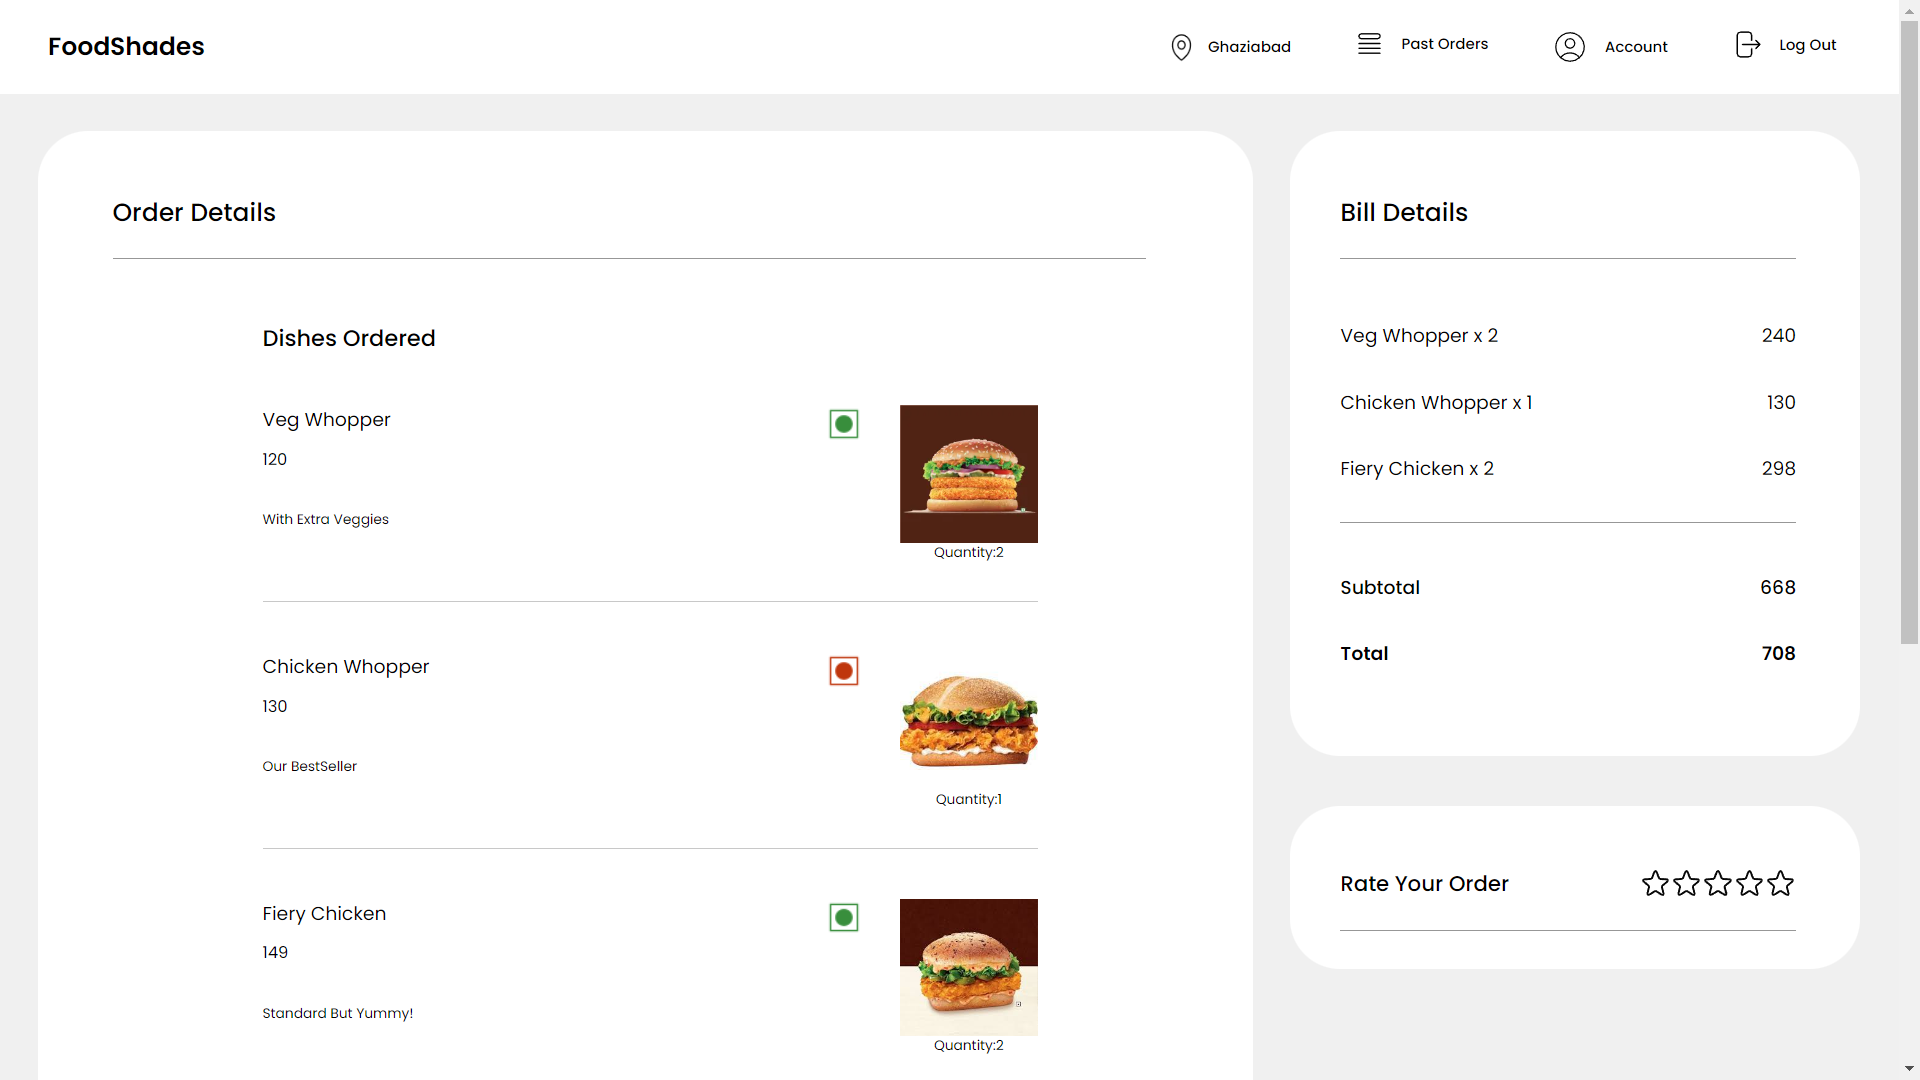 FoodShades
Ghaziabad
Past Orders
Account
Log Out
Order Details
Dishes Ordered
Veg Whopper
120
With Extra Veggies
Quantity:2
Chicken Whopper
130
Our BestSeller
Quantity:1
Fiery Chicken
149
Standard But Yummy!
Quantity:2
Bill Details
Veg Whopper x 2 240
Chicken Whopper x 1 130
Fiery Chicken x 2 298
Subtotal 668
Total 708
Rate Your Order